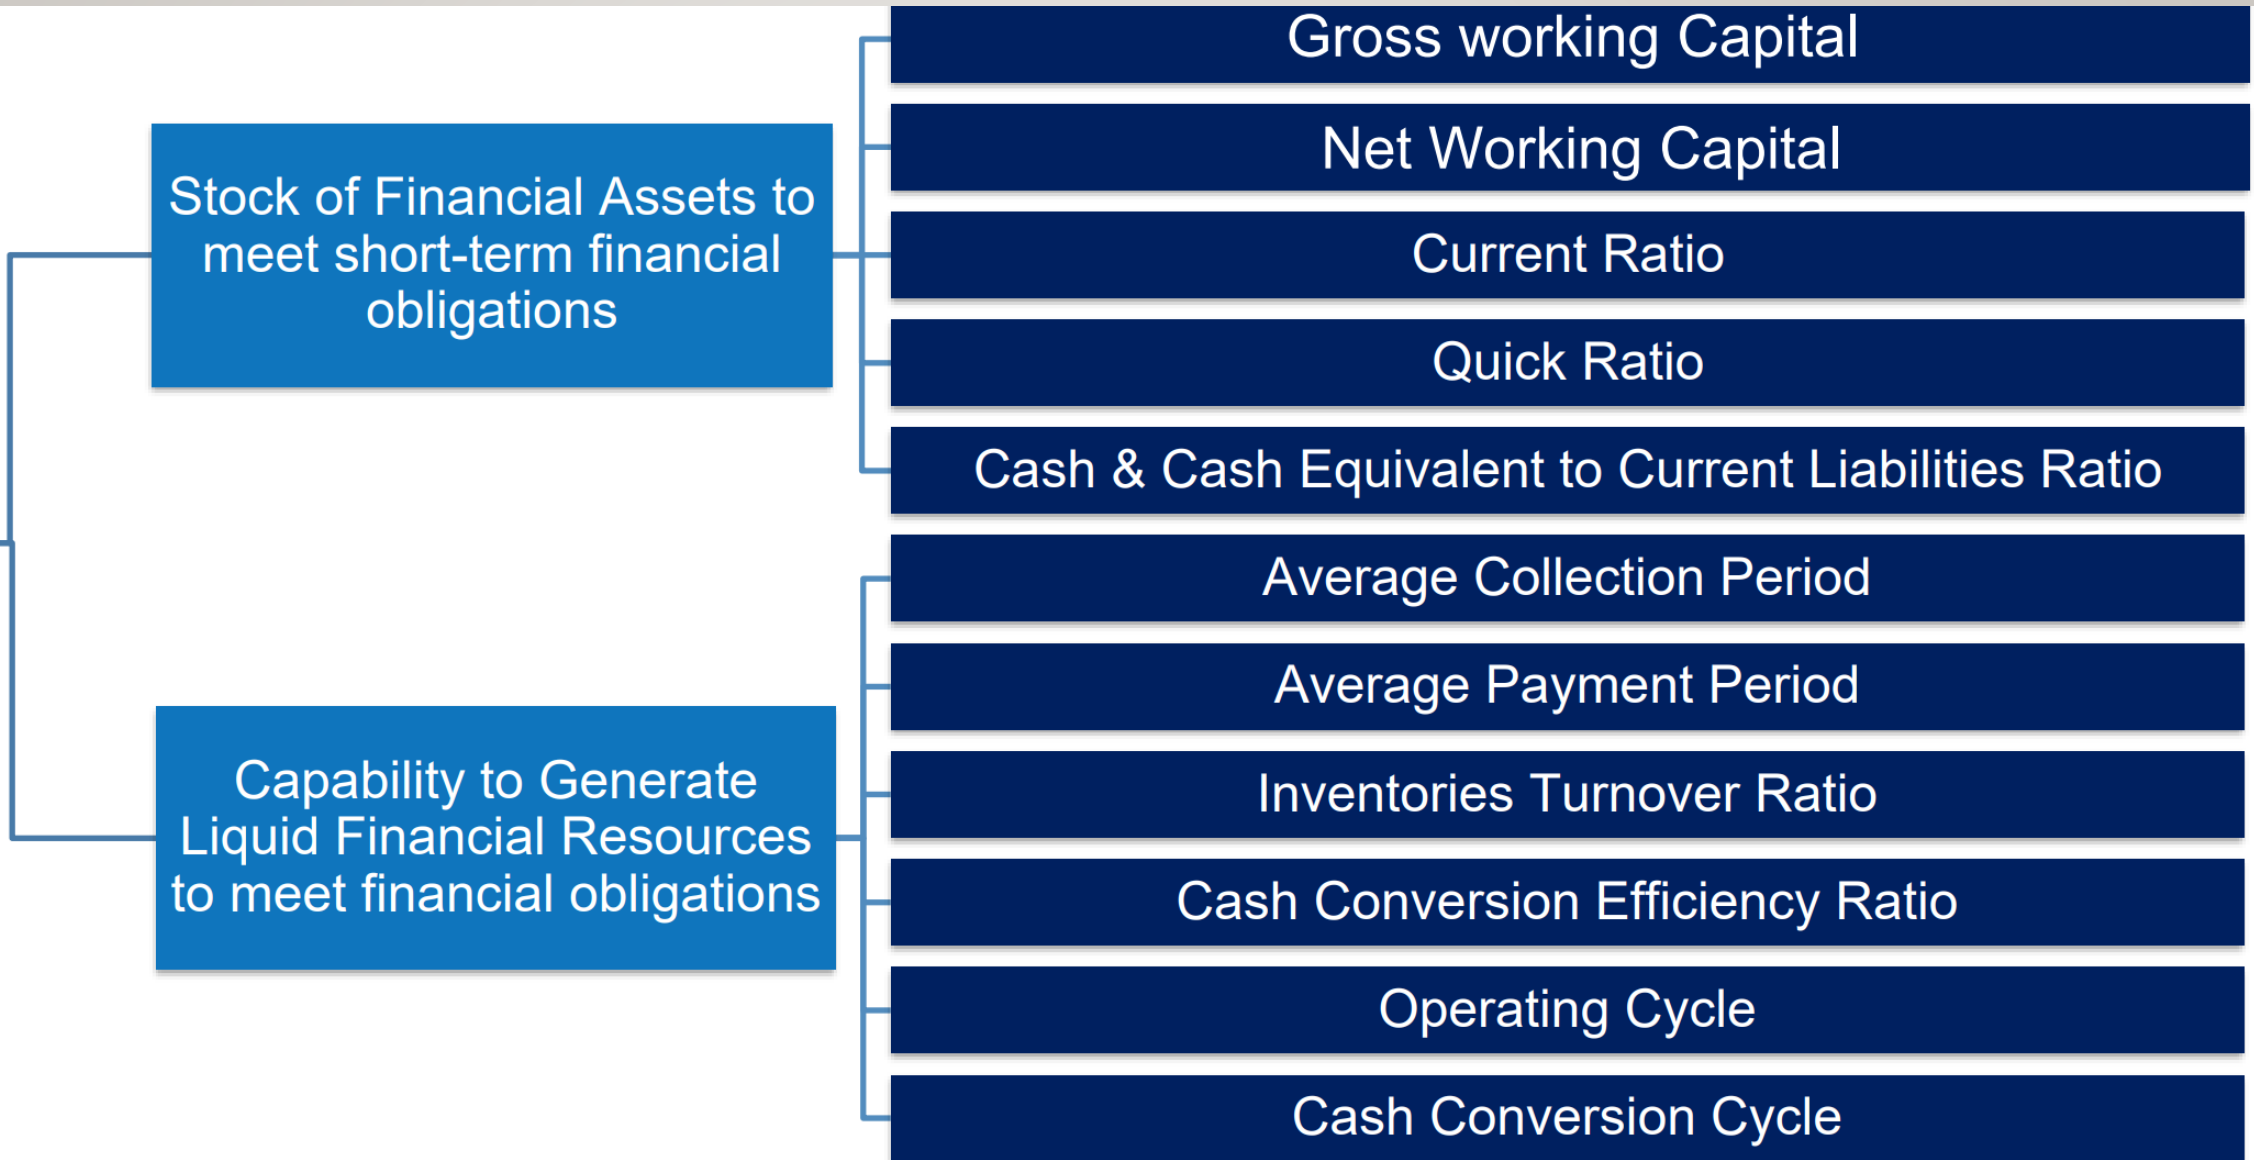 Stock of Financial Assets to
meet short-term financial
obligations
Gross working Capital
Net Working Capital
Current Ratio
Quick Ratio
Cash & Cash Equivalent to Current Liabilities Ratio
Capability to Generate
Liquid Financial Resources
to meet financial obligations
Average Collection Period
Average Payment Period
Inventories Turnover Ratio
Cash Conversion Efficiency Ratio
Operating Cycle
Cash Conversion Cycle